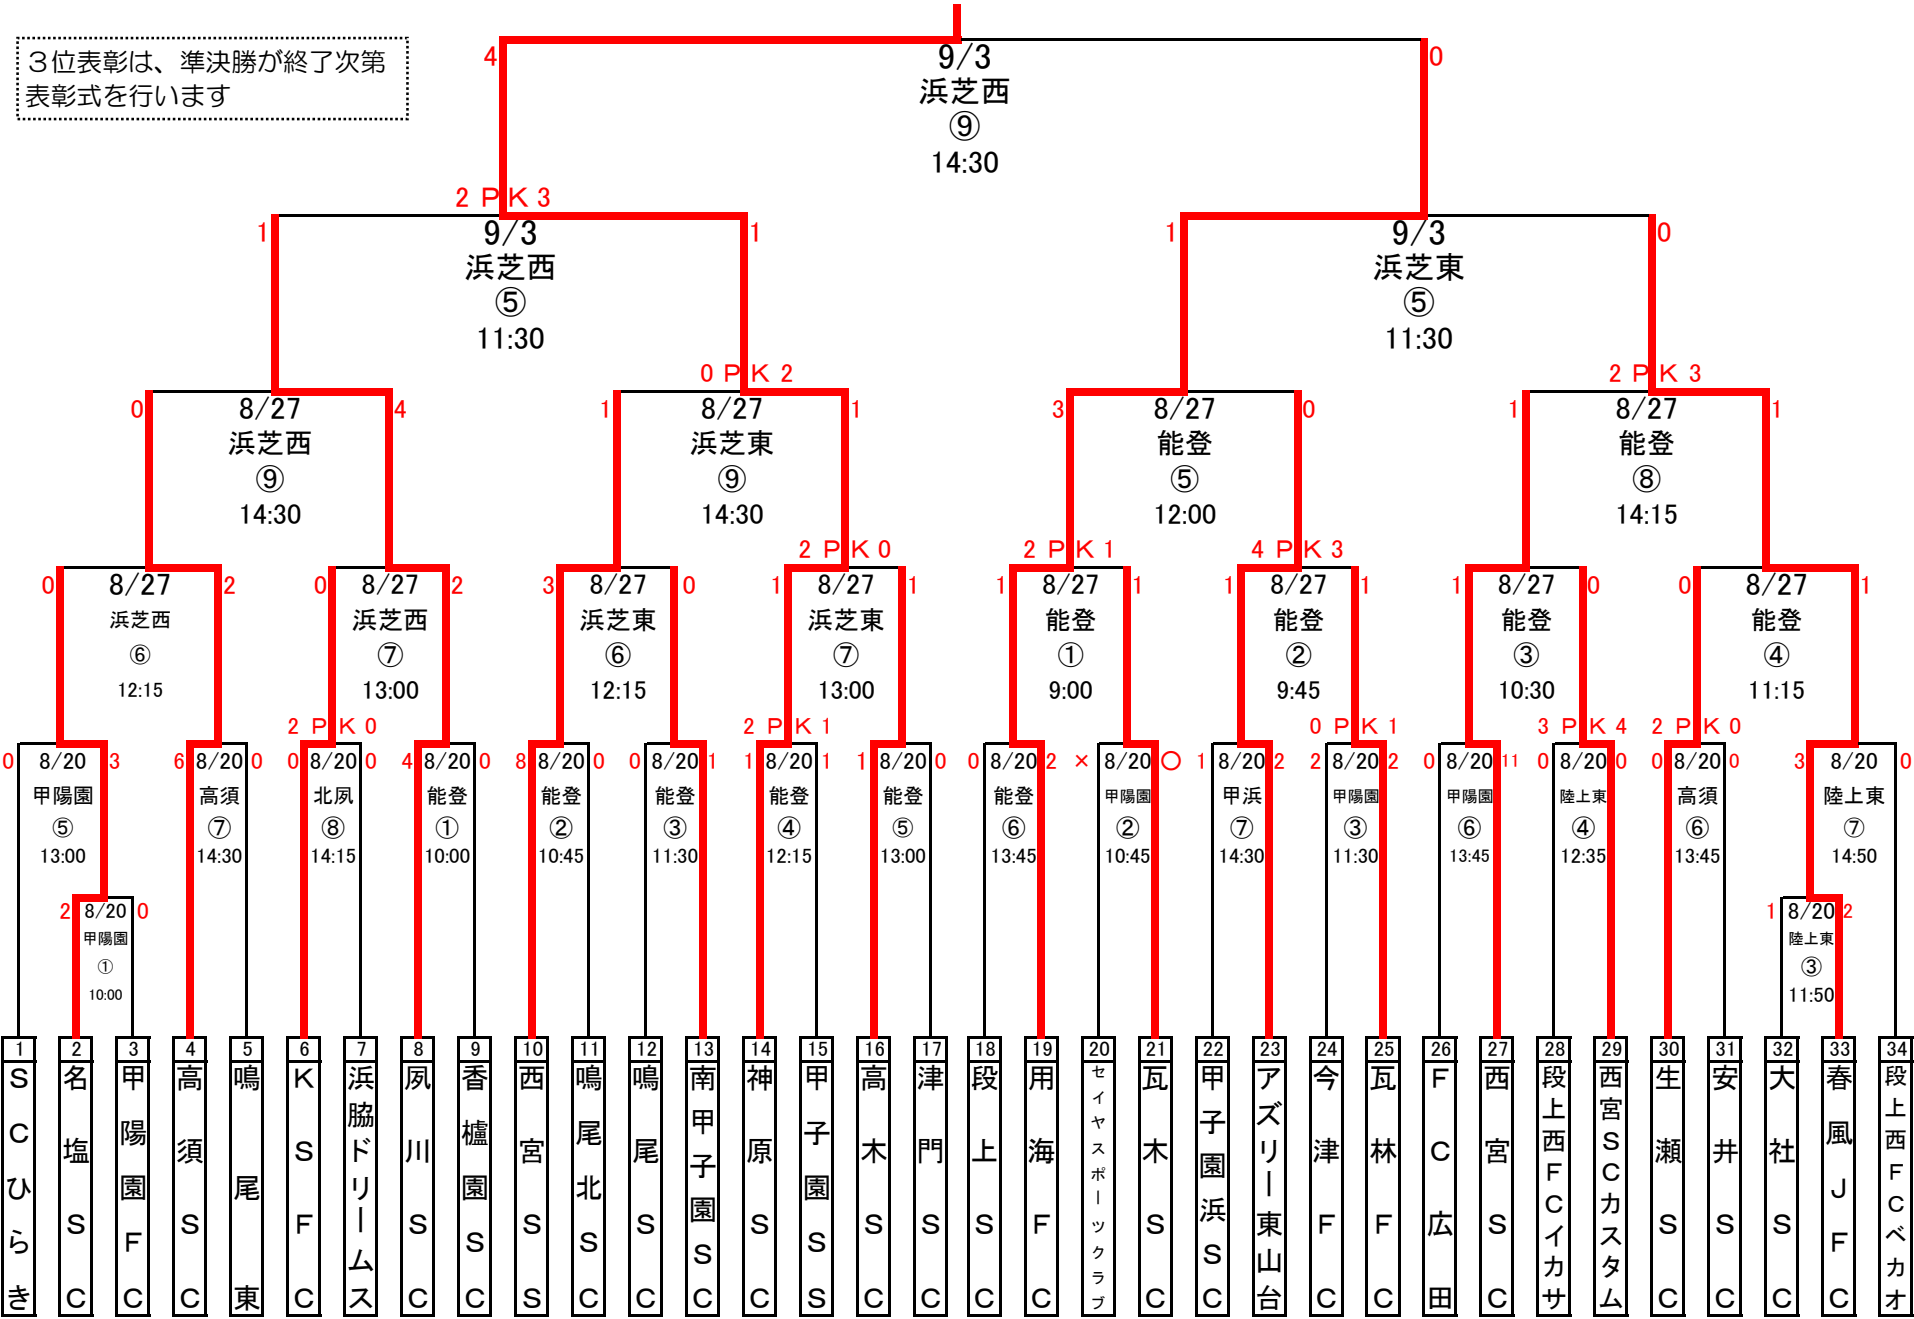 ３位表彰は、準決勝が終了次第
表彰式を行います
4
9/3
0
浜芝西
⑨
14:30
2 ＰＫ 3
1
9/3
1
浜芝西
⑤
11:30
1
9/3
0
浜芝東
⑤
11:30
0
8/27
4
浜芝西
⑨
14:30
0 ＰＫ 2
1
8/27
1
浜芝東
⑨
14:30
3
8/27
0
能登
⑤
12:00
2 ＰＫ 3
1
8/27
1
能登
⑧
14:15
0
8/27
2
浜芝西
⑥
12:15
0
8/27
2
浜芝西
⑦
13:00
3
8/27
0
浜芝東
⑥
12:15
2 ＰＫ 0
1
8/27
1
浜芝東
⑦
13:00
2 ＰＫ 1
1
8/27
1
能登
①
9:00
4 ＰＫ 3
1
8/27
1
能登
②
9:45
1
8/27
0
能登
③
10:30
0
8/27
1
能登
④
11:15
0
8/20
3
甲陽園
⑤
13:00
6
8/20
0
高須
⑦
14:30
2 ＰＫ 0
0
8/20
0
北夙
⑧
14:15
4
8/20
0
能登
①
10:00
8
8/20
0
能登
②
10:45
0
8/20
1
能登
③
11:30
2 ＰＫ 1
1
8/20
1
能登
④
12:15
1
8/20
0
能登
⑤
13:00
0
8/20
2
能登
⑥
13:45
×
8/20
○
甲陽園
②
10:45
1
8/20
2
甲浜
⑦
14:30
0 ＰＫ 1
2
8/20
2
甲陽園
③
11:30
0
8/20
11
甲陽園
⑥
13:45
3 ＰＫ 4
0
8/20
0
陸上東
④
12:35
2 ＰＫ 0
0
8/20
0
高須
⑥
13:45
3
8/20
0
陸上東
⑦
14:50
2
8/20
0
甲陽園
①
10:00
1
8/20
2
陸上東
③
11:50
1
ＳＣひらき
2
名塩ＳＣ
3
甲陽園ＦＣ
4
高須ＳＣ
5
鳴尾東
6
ＫＳＦＣ
7
浜脇ドリームス
8
夙川ＳＣ
9
香櫨園ＳＣ
10
西宮ＳＳ
11
鳴尾北ＳＣ
12
鳴尾ＳＣ
13
南甲子園ＳＣ
14
神原ＳＣ
15
甲子園ＳＳ
16
高木ＳＣ
17
津門ＳＣ
18
段上ＳＣ
19
用海ＦＣ
20
セイヤスポーツクラブ
21
瓦木ＳＣ
22
甲子園浜ＳＣ
23
アズリー東山台
24
今津ＦＣ
25
瓦林ＦＣ
26
ＦＣ広田
27
西宮ＳＣ
28
段上西ＦＣイカサ
29
西宮ＳＣカスタム
30
生瀬ＳＣ
31
安井ＳＣ
32
大社ＳＣ
33
春風ＪＦＣ
34
段上西ＦＣベカオ